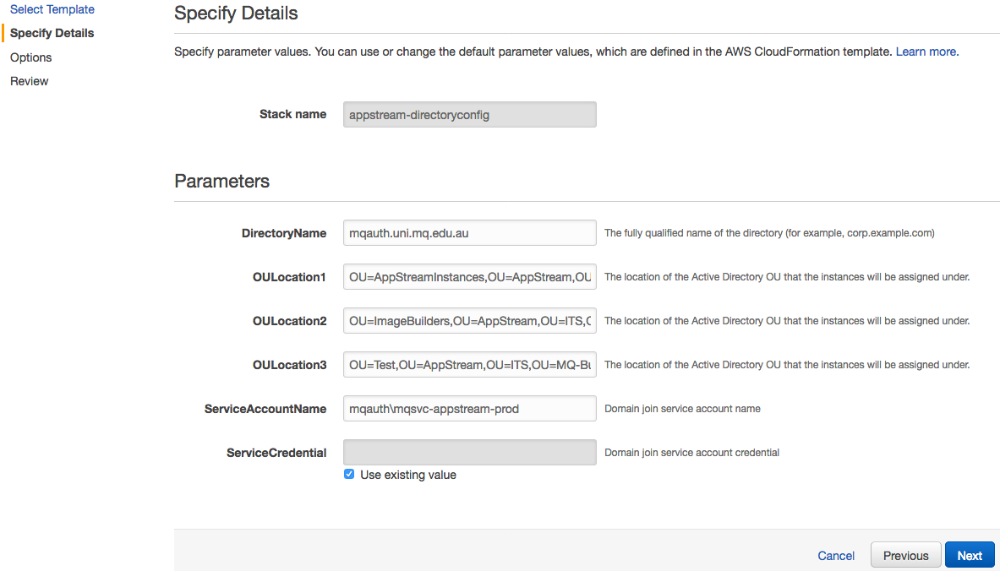 Select Template
Specify Details
Options
Review
Specify Details
Specify parameter values. You can use or change the default parameter values, which are defined in the AWS CloudFormation template. Learn more.
Stack name appstream-directoryconfig
Parameters
DirectoryName mqauth.uni.mq.edu.au The fully qualified name of the directory (for example, corp.example.com)
OULocation1 OU=AppStreamInstances,OU=AppStream,OU The location of the Active Directory OU that the instances will be assigned under.
OULocation2 OU=ImageBuilders,OU=AppStream,OU=ITS, The location of the Active Directory OU that the instances will be assigned under.
OULocation3 OU=Test,OU=AppStream,OU=ITS,OU=MQ-Bu The location of the Active Directory OU that the instances will be assigned under.
ServiceAccountName mqauth\mqsvc-appstream-prod Domain join service account name
ServiceCredential Domain join service account credential
Use existing value
Cancel Previous Next